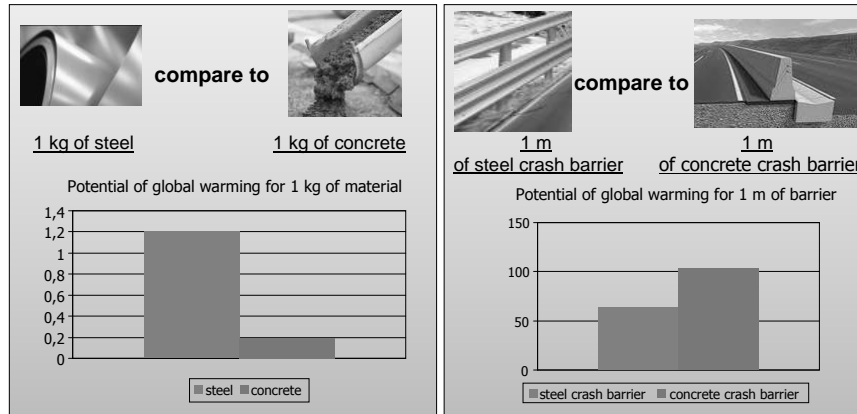 compare to
1 kg of steel
1 kg of concrete
Potential of global warming for 1 kg of material
1,4
1,2
1
0,8
0,6
0,4
0,2
0
steel concrete
compare to
1 m
of steel crash barrier
1 m
of concrete crash barrier
Potential of global warming for 1 m of barrier
150
100
50
0
steel crash barrier concrete crash barrier